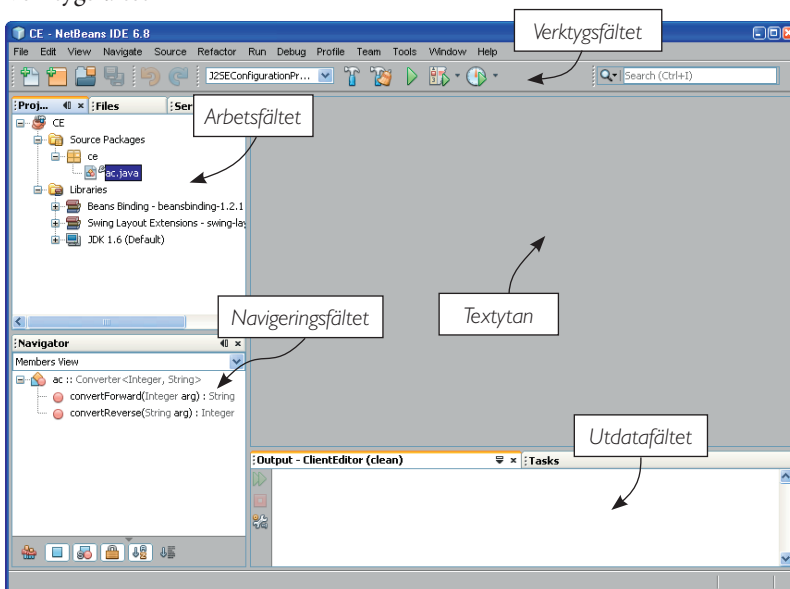 CE - NetBeans IDE 6.8
Verktygsfältet
File Edit View Navigate Source Refactor Run Debug Profile Team Tools Window Help
J2SEConfigurationPr...
Search (Ctrl+I)
Proj... Files Ser
Arbetsfältet
CE
Source Packages
ce
ac.java
Libraries
Beans Binding - beansbinding-1.2.1
Swing Layout Extensions - swing-lay
JDK 1.6 (Default)
Navigeringsfältet
Textytan
Navigator
Members View
ac :: Converter<Integer, String>
convertForward(Integer arg) : String
convertReverse(String arg) : Integer
Utdatafältet
Output - ClientEditor (clean) Tasks